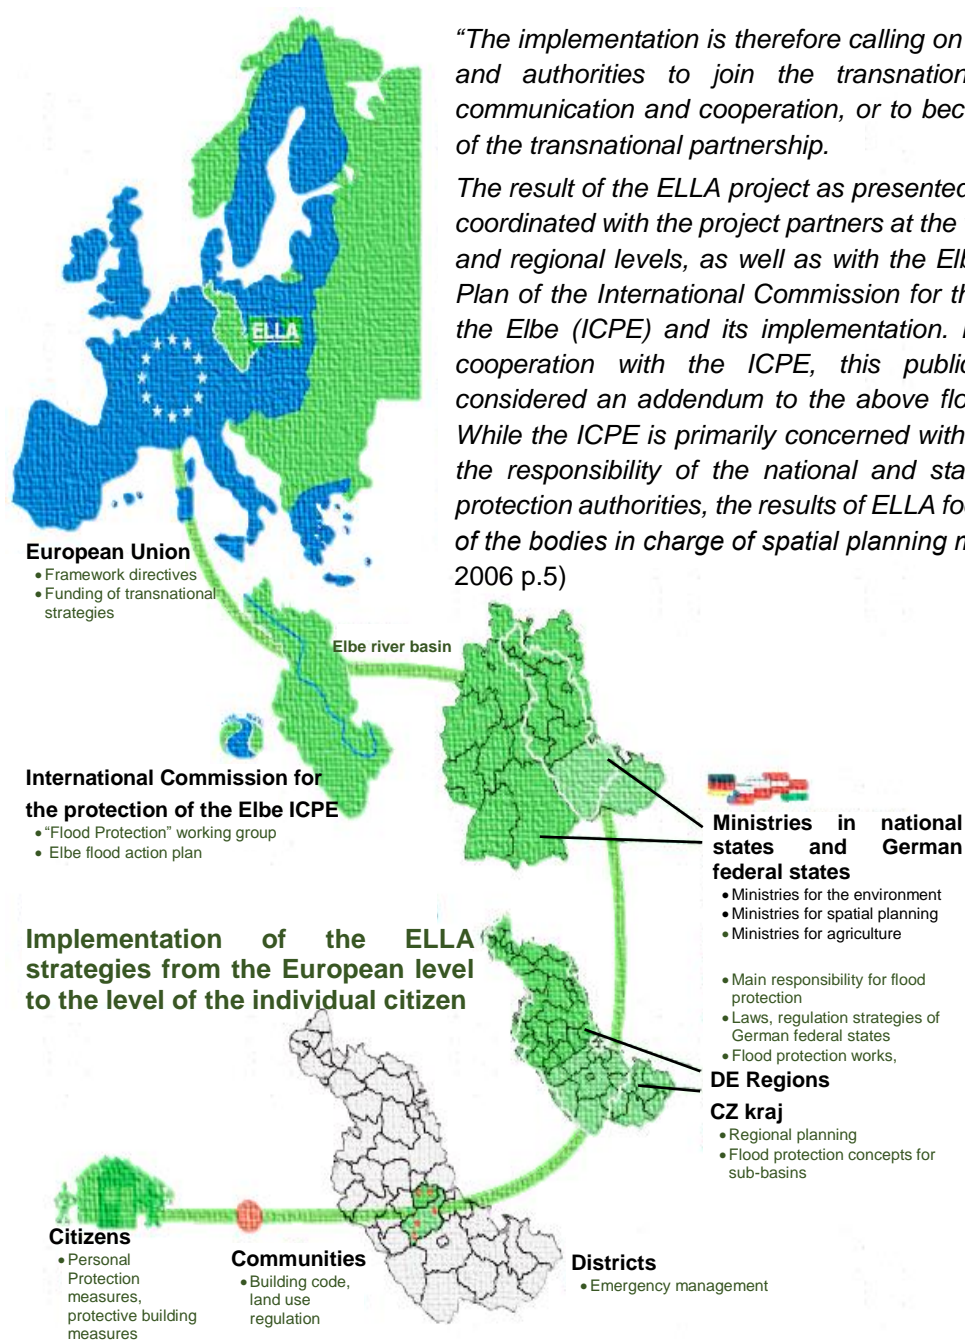 “The implementation is therefore calling on
and authorities to join the transnation
communication and cooperation, or to bec
of the transnational partnership.
The result of the ELLA project as presented
coordinated with the project partners at the
and regional levels, as well as with the Elb
Plan of the International Commission for th
the Elbe (ICPE) and its implementation.
cooperation with the ICPE, this public
considered an addendum to the above flo
While the ICPE is primarily concerned with
the responsibility of the national and sta
protection authorities, the results of ELLA fo
of the bodies in charge of spatial planning m
2006 p.5)
ELLA
European Union
• Framework directives
• Funding of transnational
strategies
Elbe river basin
International Commission for
the protection of the Elbe ICPE
• “Flood Protection” working group
• Elbe flood action plan
Ministries in national
states and German
federal states
• Ministries for the environment
• Ministries for spatial planning
• Ministries for agriculture
• Main responsibility for flood
protection
• Laws, regulation strategies of
German federal states
• Flood protection works,
Implementation of the ELLA
strategies from the European level
to the level of the individual citizen
DE Regions
CZ kraj
• Regional planning
• Flood protection concepts for
sub-basins
Citizens
• Personal
Protection
measures,
protective building
measures
Communities
• Building code,
land use
regulation
Districts
• Emergency management